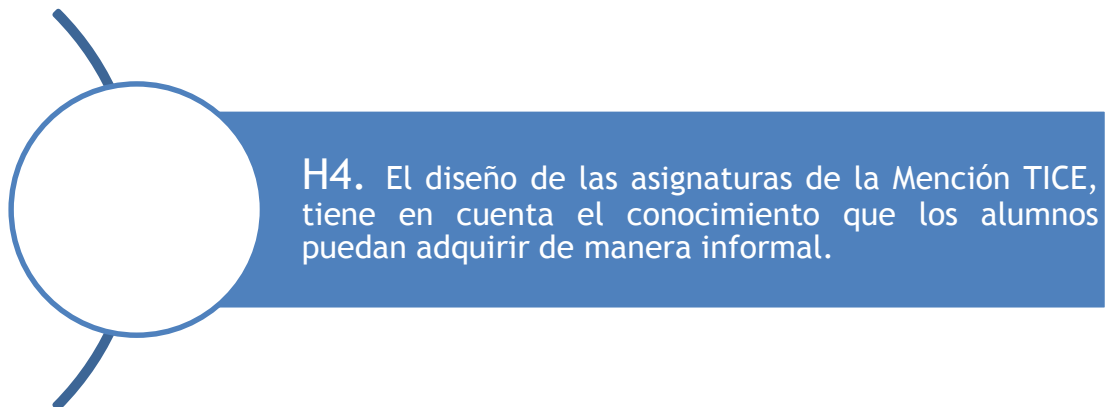 H4. El diseño de las asignaturas de la Mención TICE,
tiene en cuenta el conocimiento que los alumnos
puedan adquirir de manera informal.